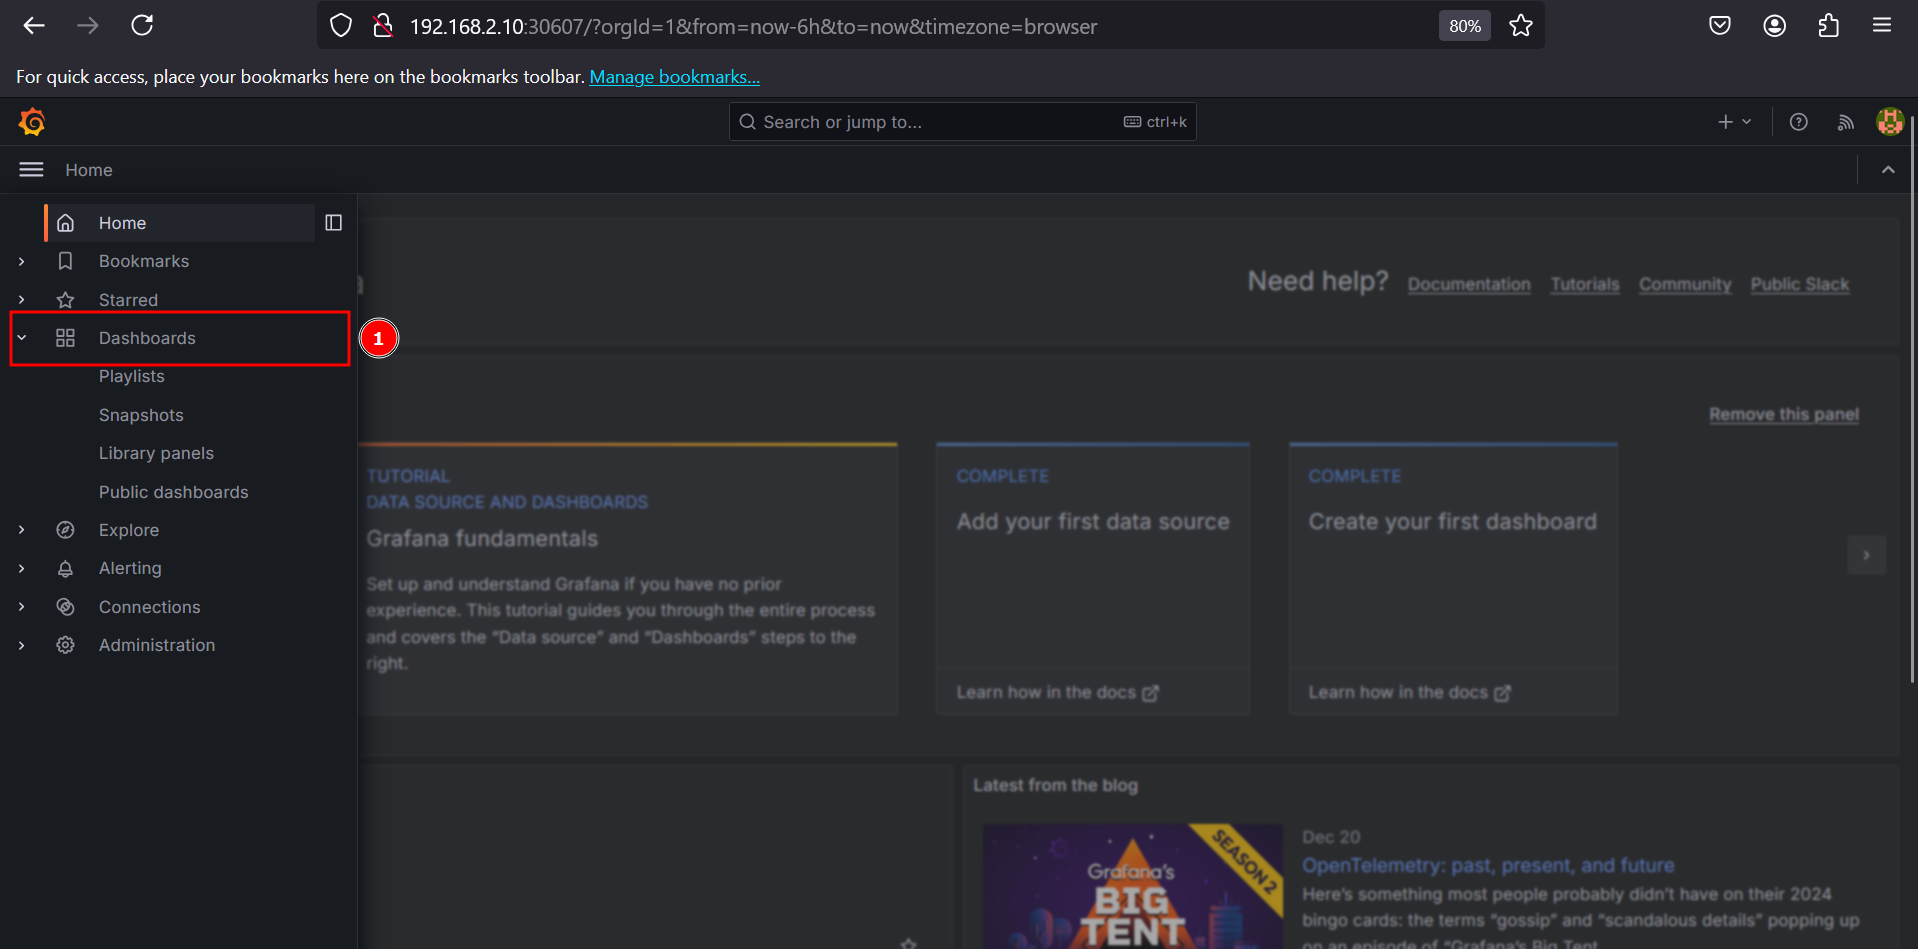 192.168.2.10:30607/?orgId=1&from=now-6h&to=now&timezone=browser
80%
For quick access, place your bookmarks here on the bookmarks toolbar. Manage bookmarks...
Search or jump to...
ctrl+k
Home
Home
Bookmarks
Starred
Dashboards
1
Playlists
Snapshots
Library panels
Public dashboards
Explore
Alerting
Connections
Administration
Need help?
Documentation
Tutorials
Community
Public Slack
Remove this panel
TUTORIAL
DATA SOURCE AND DASHBOARDS
Grafana fundamentals
Set up and understand Grafana if you have no prior
experience. This tutorial guides you through the entire process
and covers the “Data source” and “Dashboards” steps to the
right.
COMPLETE
Add your first data source
Learn how in the docs
COMPLETE
Create your first dashboard
Learn how in the docs
Latest from the blog
Grafana's
BIG
TENT
SEASON 2
Dec 20
OpenTelemetry: past, present, and future
Here’s something most people probably didn’t have on their 2024
bingo cards: the terms “gossip” and “scandalous details” popping up
on an episode of “Grafana’s Big Tent